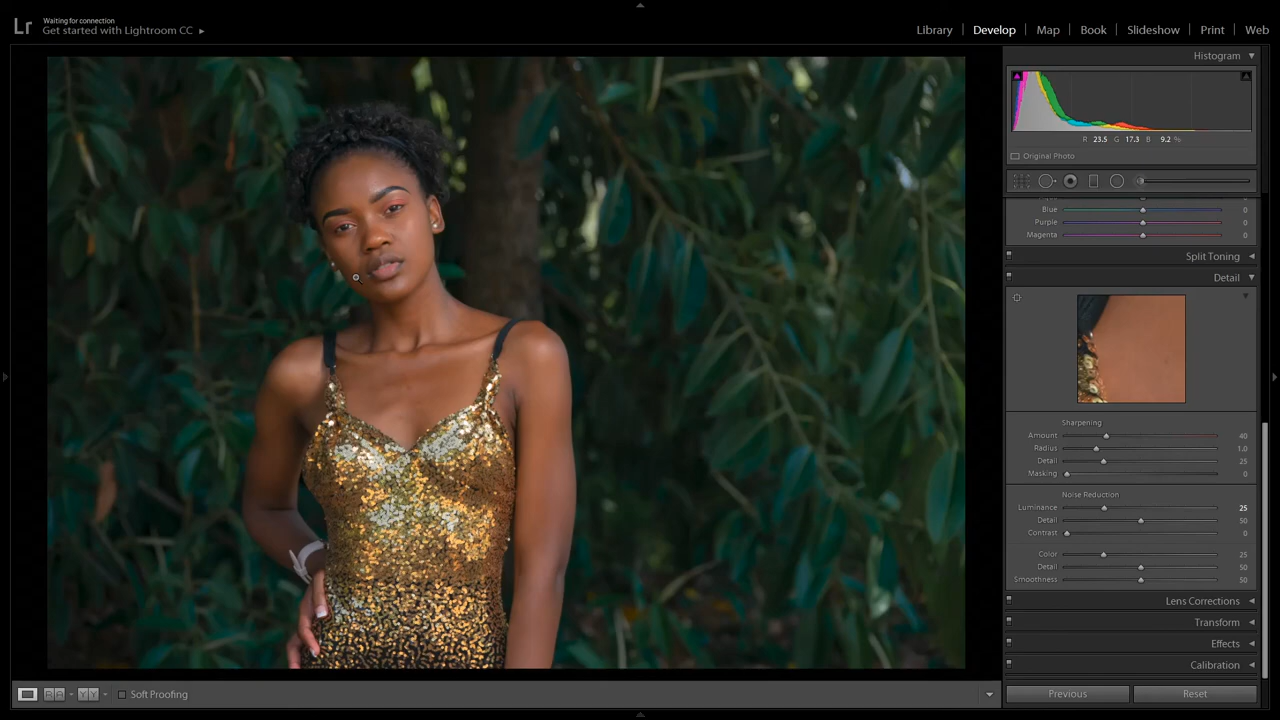 Lr
Waiting for connection
Get started with Lightroom CC
Library Develop Map Book Slideshow Print Web
Histogram
R 23.5 G 17.3 B 9.2 %
Original Photo
Blue 0
Purple 0
Magenta 0
Split Toning
Detail
Sharpening
Amount 40
Radius 1.0
Detail 25
Masking 0
Noise Reduction
Luminance 25
Detail 50
Contrast 0
Color 25
Detail 50
Smoothness 50
Lens Corrections
Transform
Effects
Calibration
Soft Proofing
Previous Reset